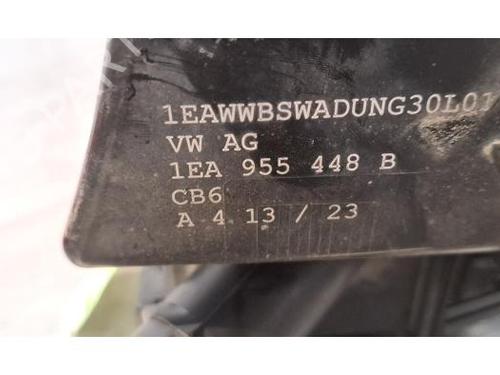 1EAWWBSWADUNG30L01
VW AG
1EA 955 448 B
CB6
A 4 13 / 23